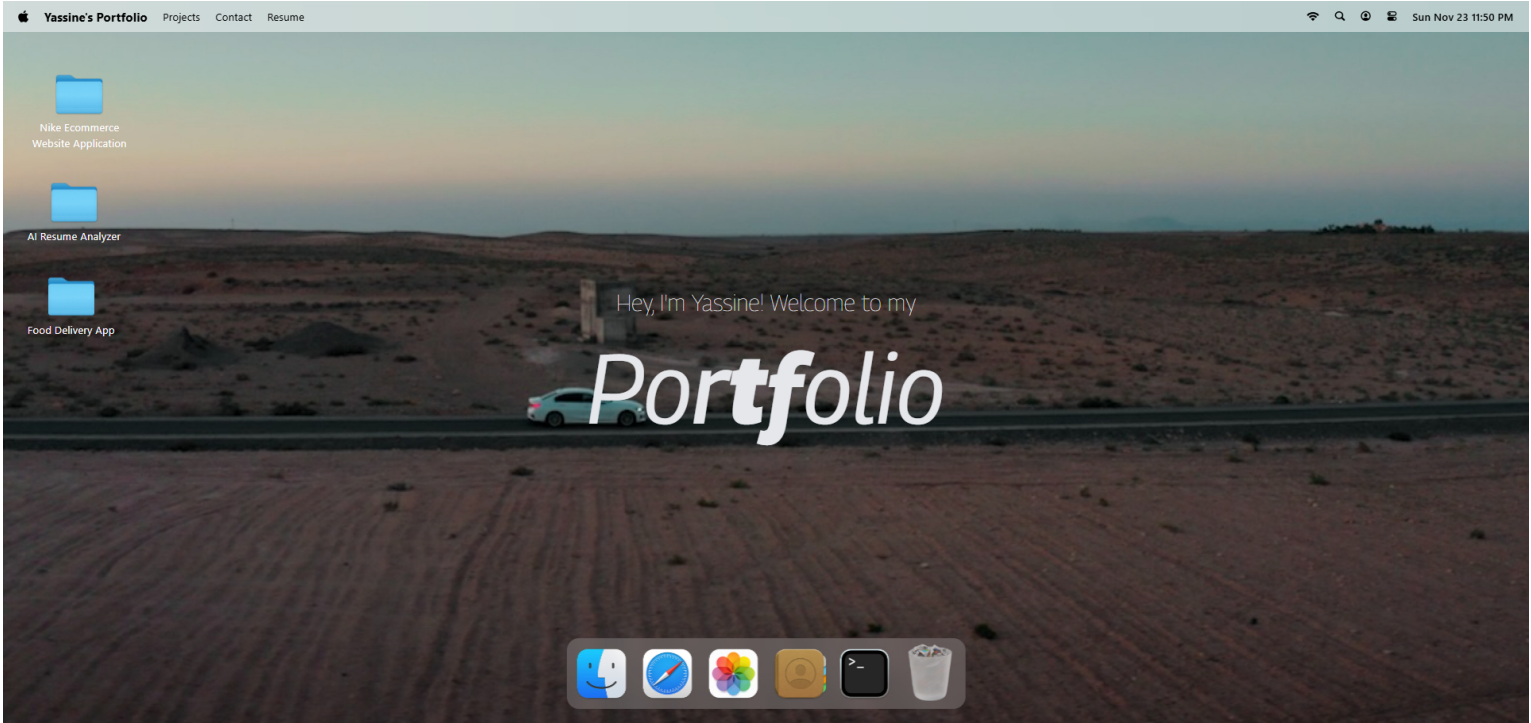 Yassine's Portfolio Projects Contact Resume Sun Nov 23 11:50 PM
Nike Ecommerce
Website Application
AI Resume Analyzer
Food Delivery App
Hey, I'm Yassine! Welcome to my
Portfolio
>_